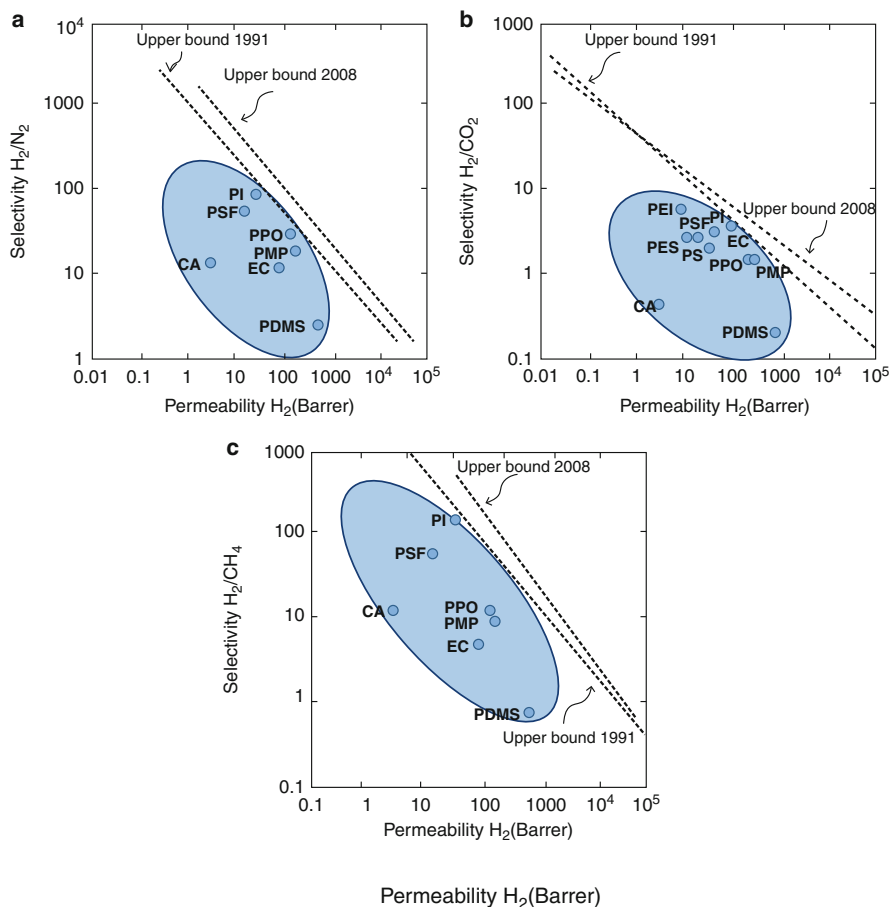 a
Selectivity H₂/N₂
10⁴
1000
100
10
1
Upper bound 1991
Upper bound 2008
PI
PSF
PPO
PMP
CA
EC
PDMS
0.01 0.1 0 10 100 1000 10⁴ 10⁵
Permeability H₂(Barrer)
b
Selectivity H₂/CO₂
1000
100
10
1
0.1
Upper bound 1991
Upper bound 2008
PEI
PSF
PI
EC
PES
PS
PPO
PMP
CA
PDMS
0.01 0.1 0 10 100 1000 10⁴ 10⁵
Permeability H₂(Barrer)
c
Selectivity H₂/CH₄
1000
100
10
1
0.1
Upper bound 2008
PI
PSF
CA
PPO
PMP
EC
PDMS
Upper bound 1991
0.1 1 10 100 1000 10⁵
Permeability H₂(Barrer)
Permeability H₂(Barrer)